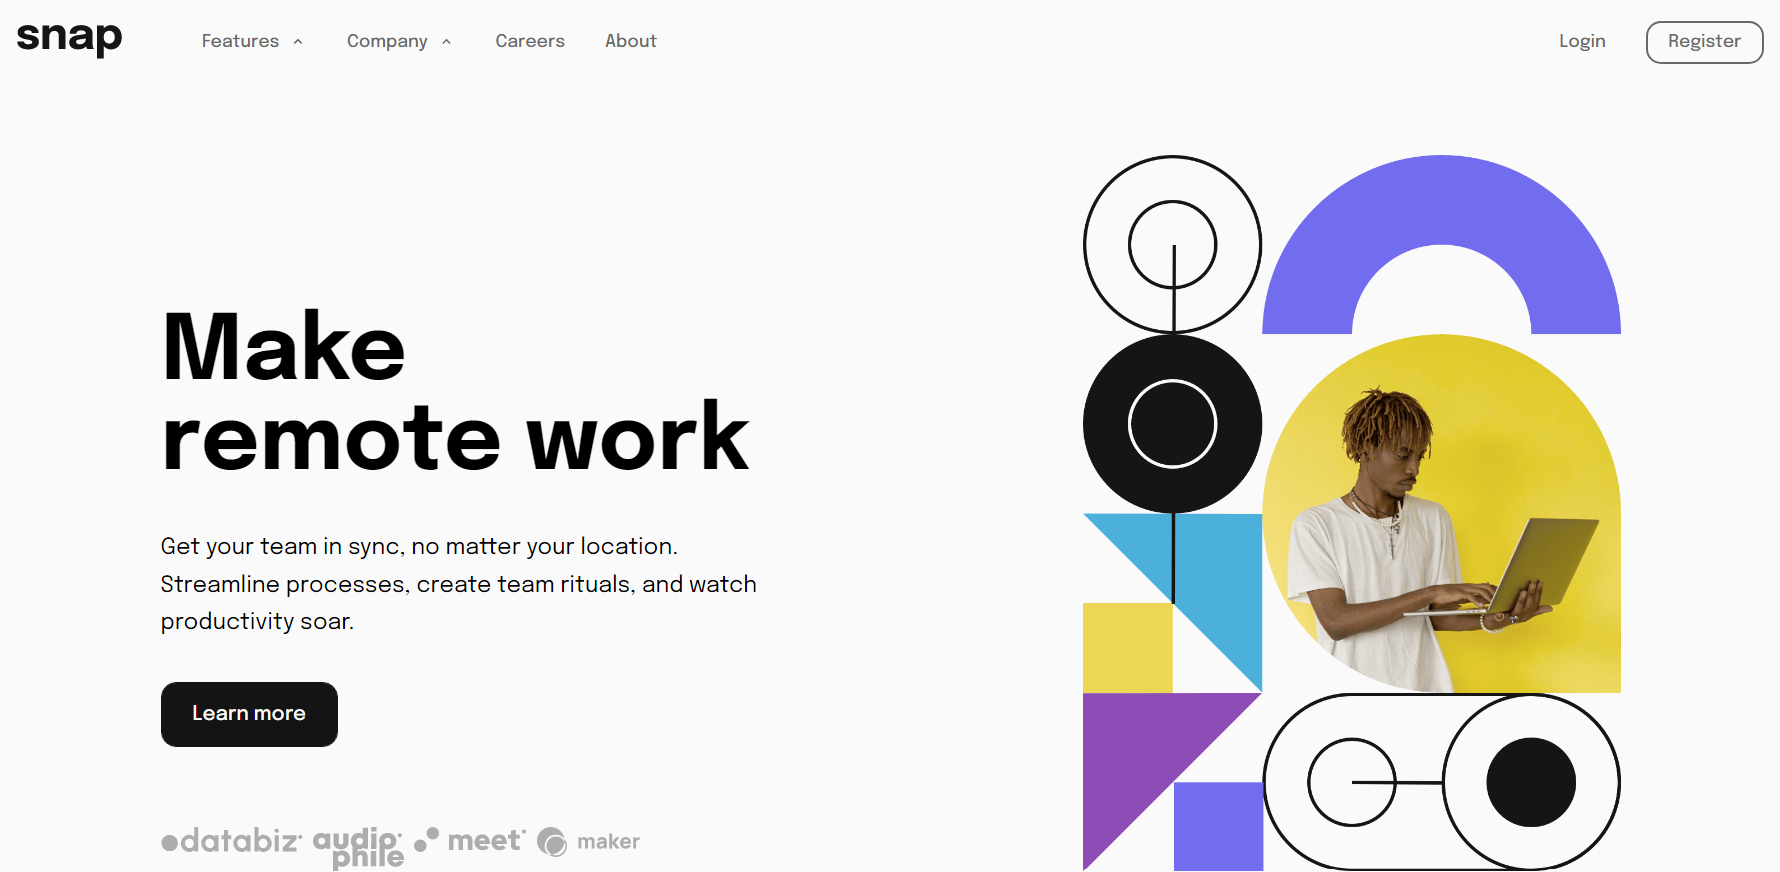 snap
Features
Company
Careers
About
Login
Register
Make
remote work
Get your team in sync, no matter your location.
Streamline processes, create team rituals, and watch
productivity soar.
Learn more
databiz
audio
phile
meet
maker